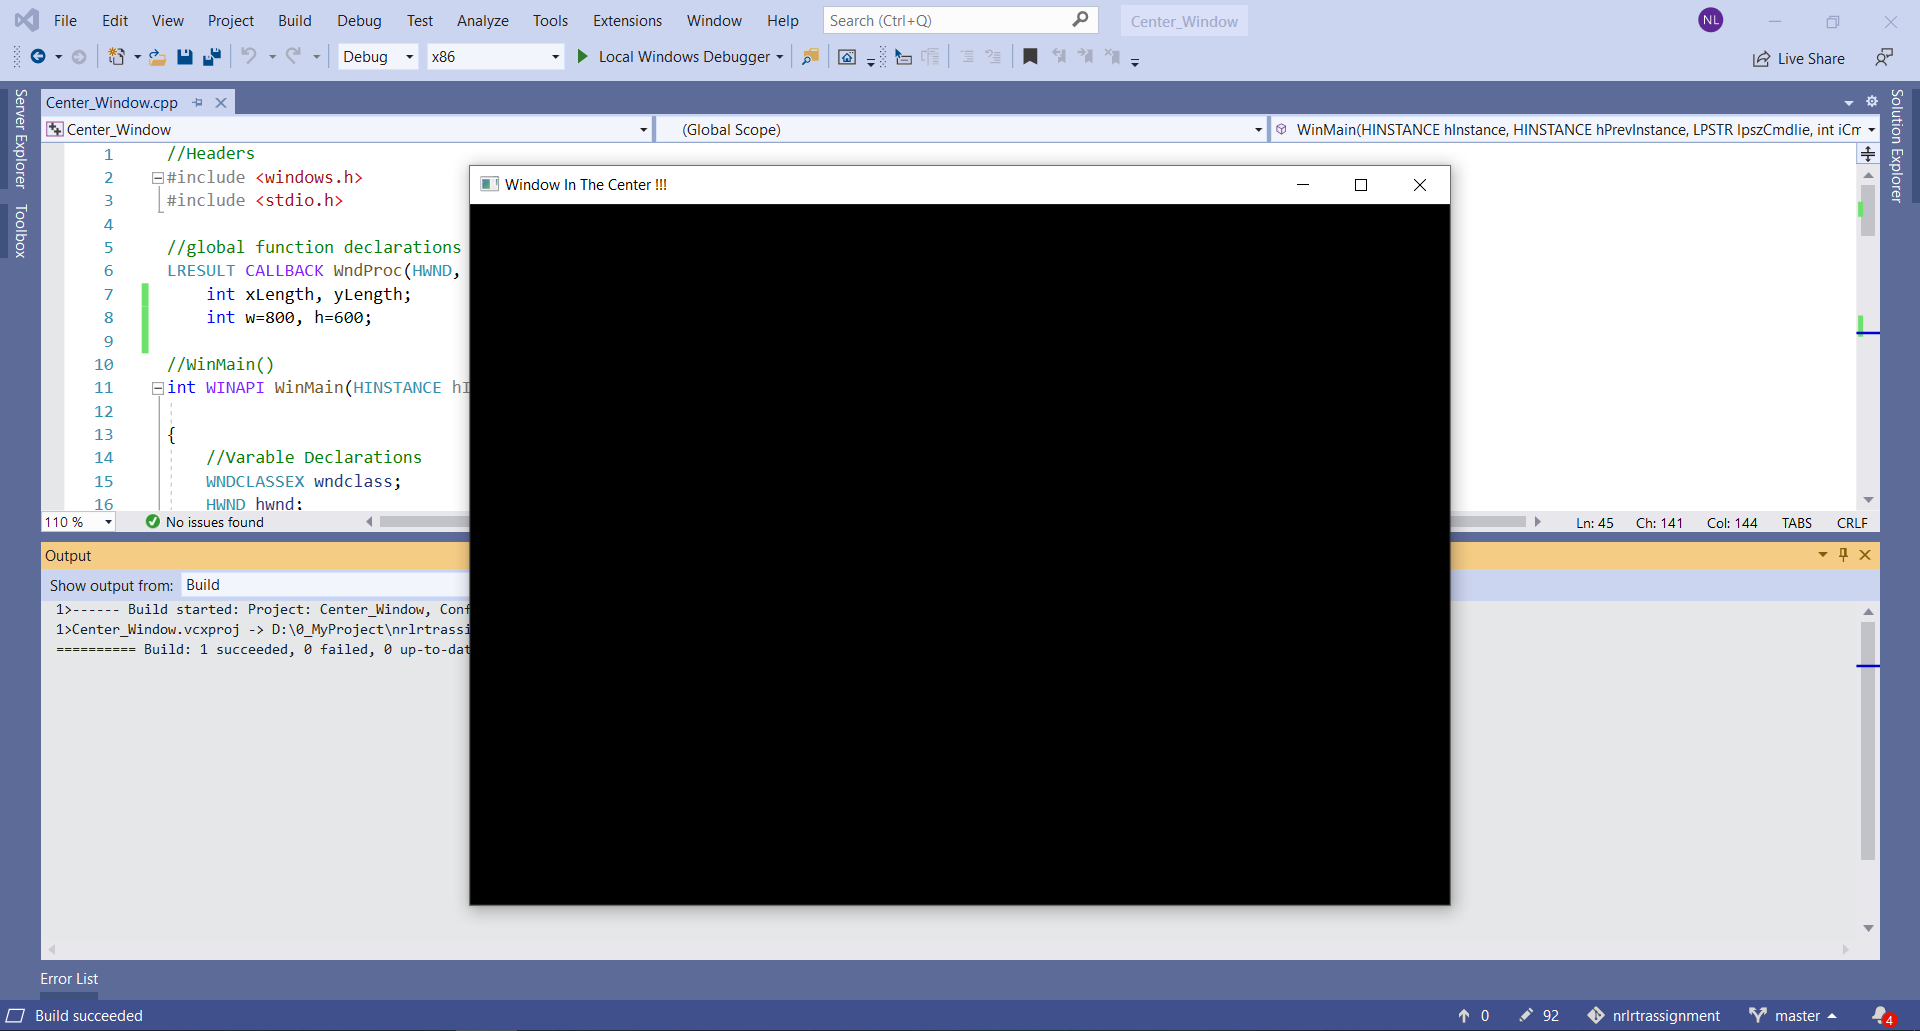 File Edit View Project Build Debug Test Analyze Tools Extensions Window Help Search (Ctrl+Q) Center_Window NL
Debug x86 Local Windows Debugger Live Share
Server Explorer
Toolbox
Solution Explorer
Center_Window.cpp
Center_Window (Global Scope) WinMain(HINSTANCE hInstance, HINSTANCE hPrevInstance, LPSTR lpszCmdlie, int iCm
1 //Headers
2 #include <windows.h>
3 #include <stdio.h>
4
5 //global function declarations
6 LRESULT CALLBACK WndProc(HWND,
7 int xLength, yLength;
8 int w=800, h=600;
9
10 //WinMain()
11 int WINAPI WinMain(HINSTANCE hI
12
13 {
14 //Varable Declarations
15 WNDCLASSEX wndclass;
16 HWND hwnd;
Window In The Center !!!
110 % No issues found Ln: 45 Ch: 141 Col: 144 TABS CRLF
Output
Show output from: Build
1>------ Build started: Project: Center_Window, Conf
1>Center_Window.vcxproj -> D:\0_MyProject\nrlrtrassi
========== Build: 1 succeeded, 0 failed, 0 up-to-dat
Error List
Build succeeded 0 92 nrlrtrassignment master 4